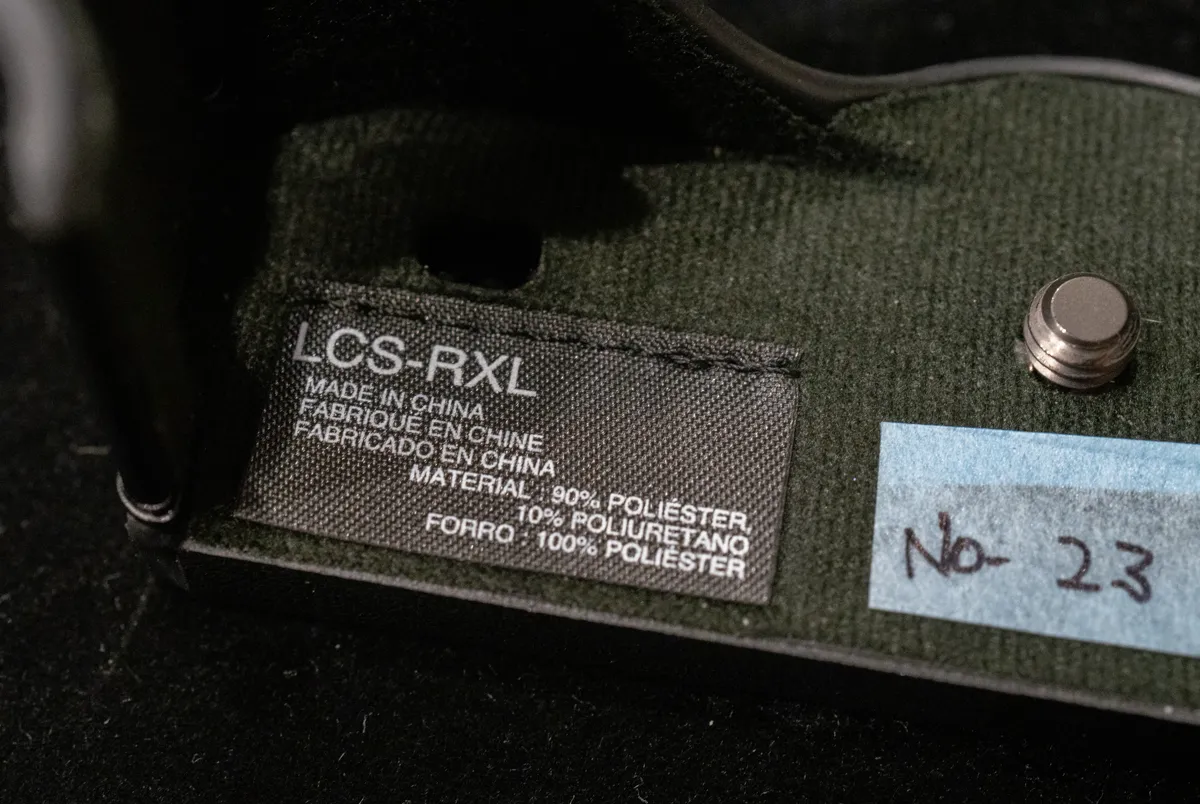 LCS-RXL
MADE IN CHINA
FABRIQUÉ EN CHINE
FABRICADO EN CHINA
MATERIAL : 90% POLIÉSTER,
10% POLIURETANO
FORRO : 100% POLIÉSTER
No- 23